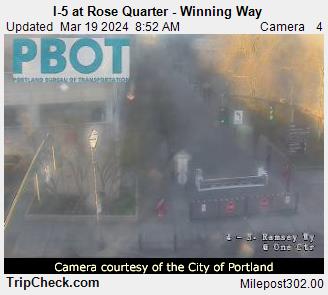 I-5 at Rose Quarter - Winning Way
Updated Mar 19 2024 8:52 AM Camera 4
PBOT
PORTLAND BUREAU OF TRANSPORTATION
4 - N. Ramsey Wy
@ One Ctr
Camera courtesy of the City of Portland
TripCheck.com Milepost302.00